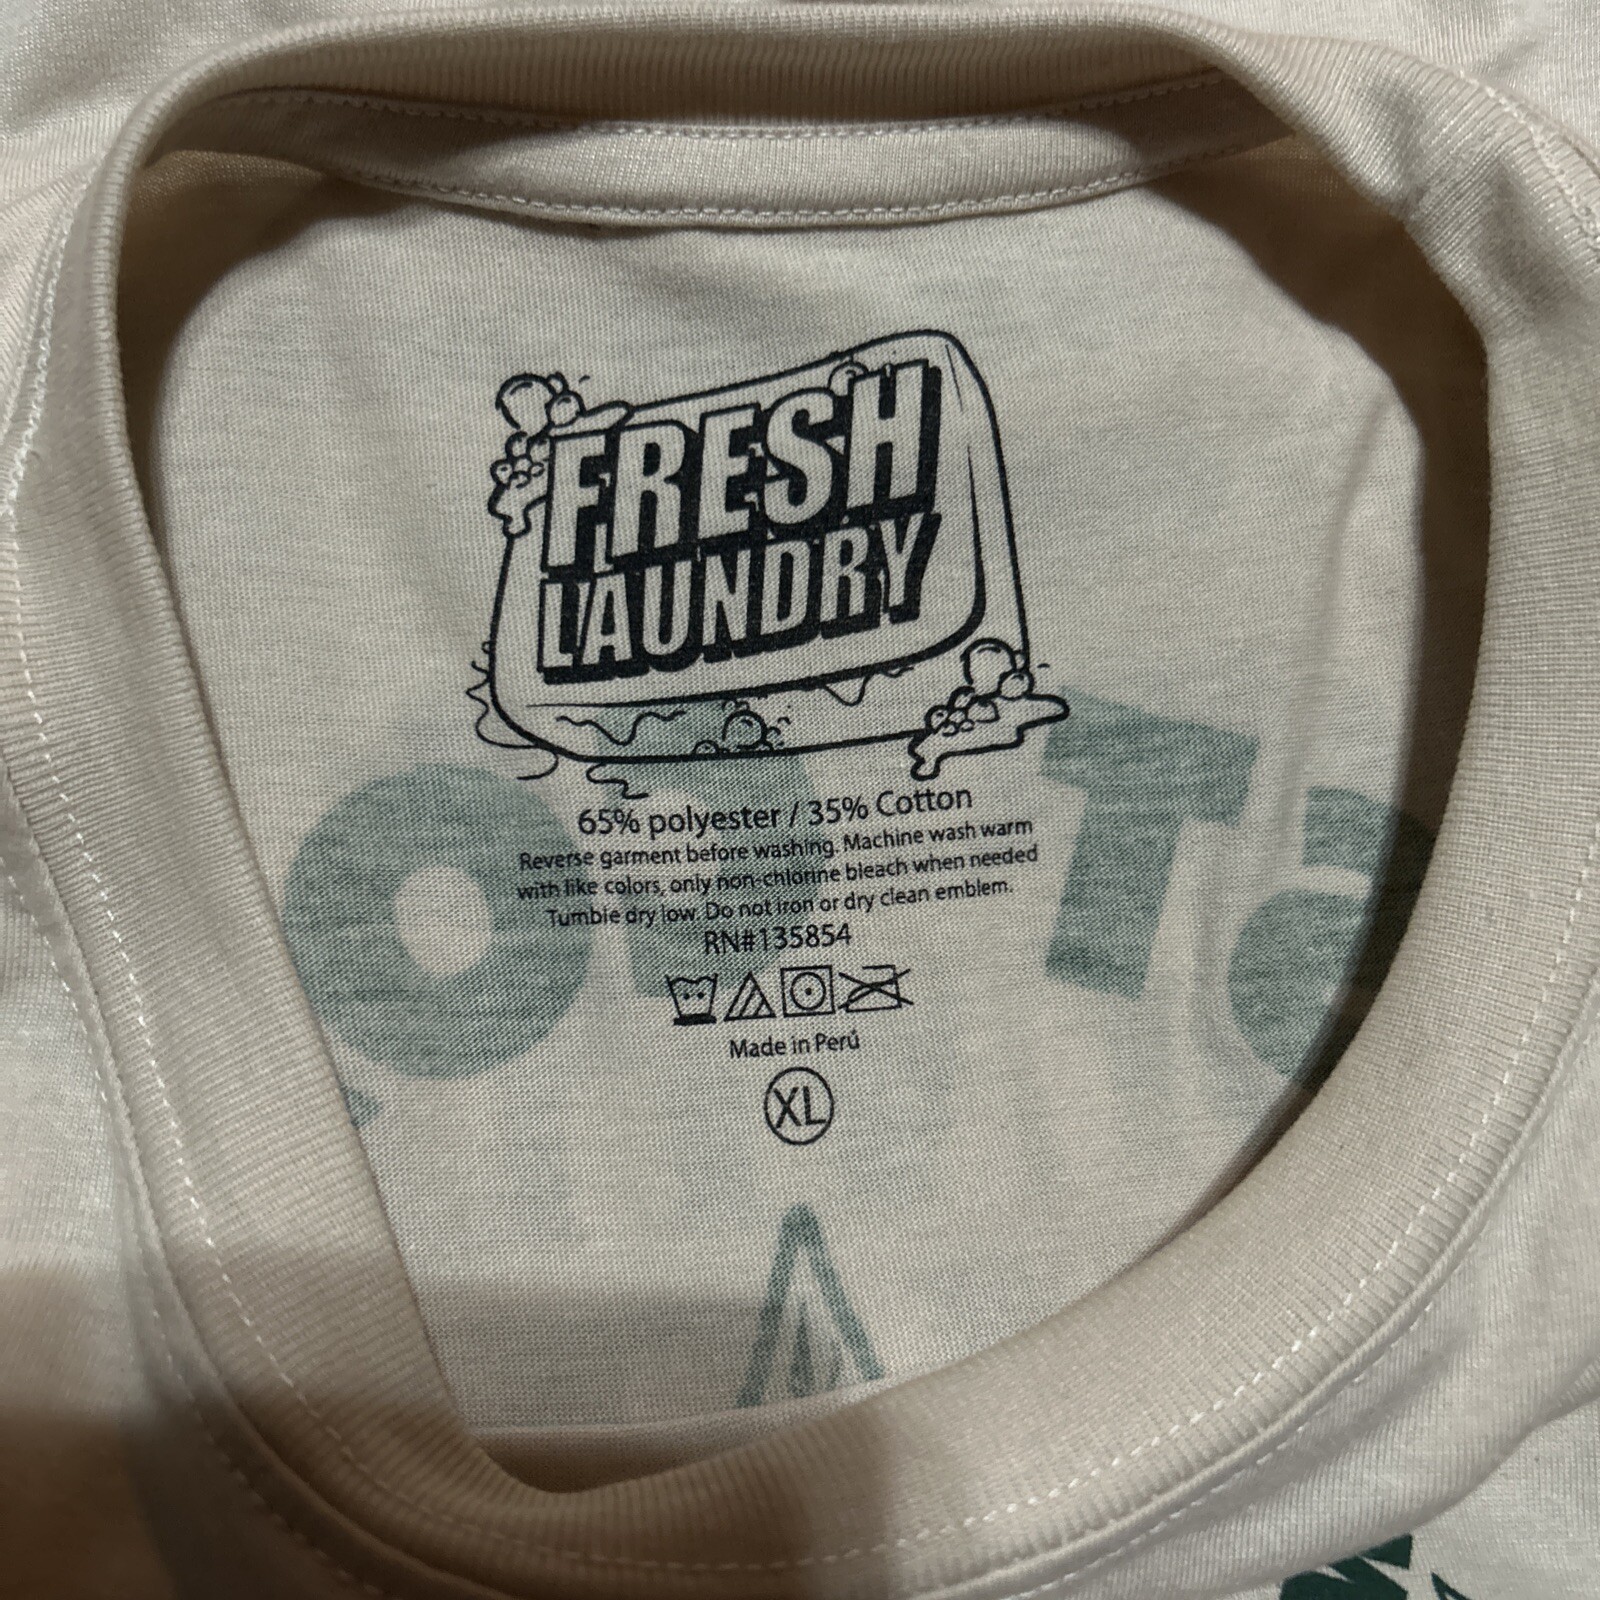 FRESH
LAUNDRY
65% polyester / 35% Cotton
Reverse garment before washing. Machine wash warm
with like colors, only non-chlorine bleach when needed
Tumble dry low. Do not iron or dry clean emblem.
RN#135854
Made in Perú
XL